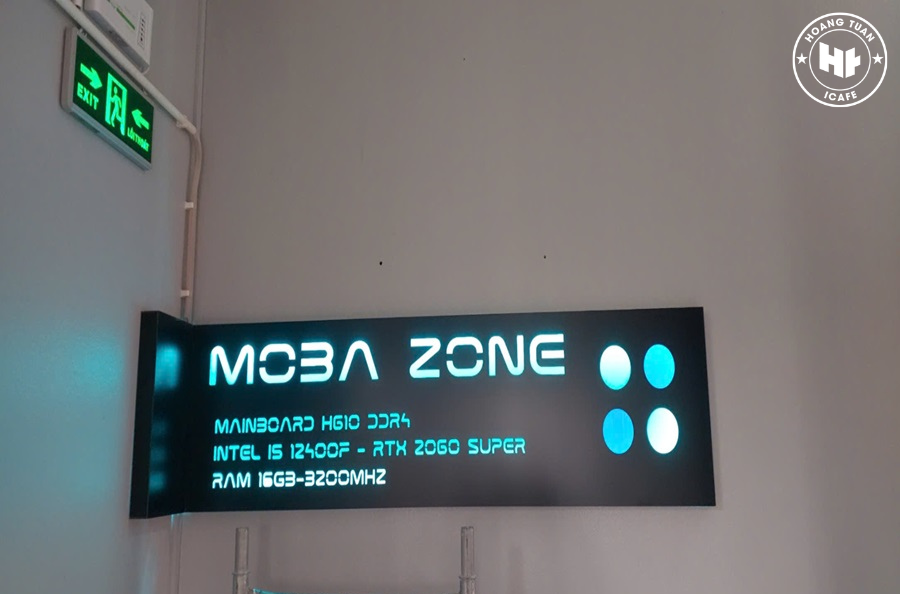 EXIT
LỐI THOÁT
HOANG TUAN
HT
ICAFE
MOBA ZONE
MAINBOARD H610 DDR4
INTEL I5 12400F - RTX 2060 SUPER
RAM 16GB-3200MHZ